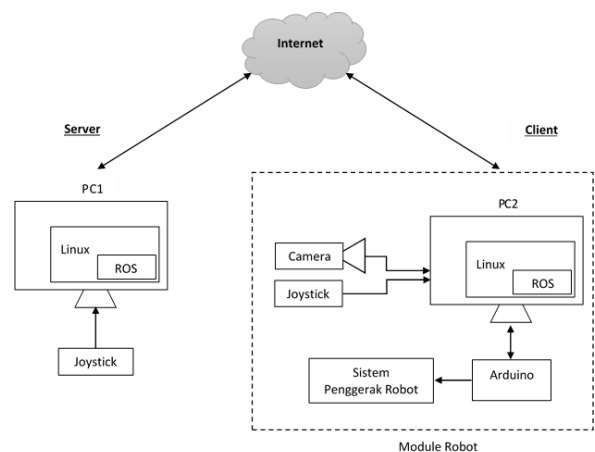 Internet
Server
Client
PC1
Linux
ROS
Joystick
PC2
Camera
Joystick
Linux
ROS
Sistem
Penggerak Robot
Arduino
Module Robot